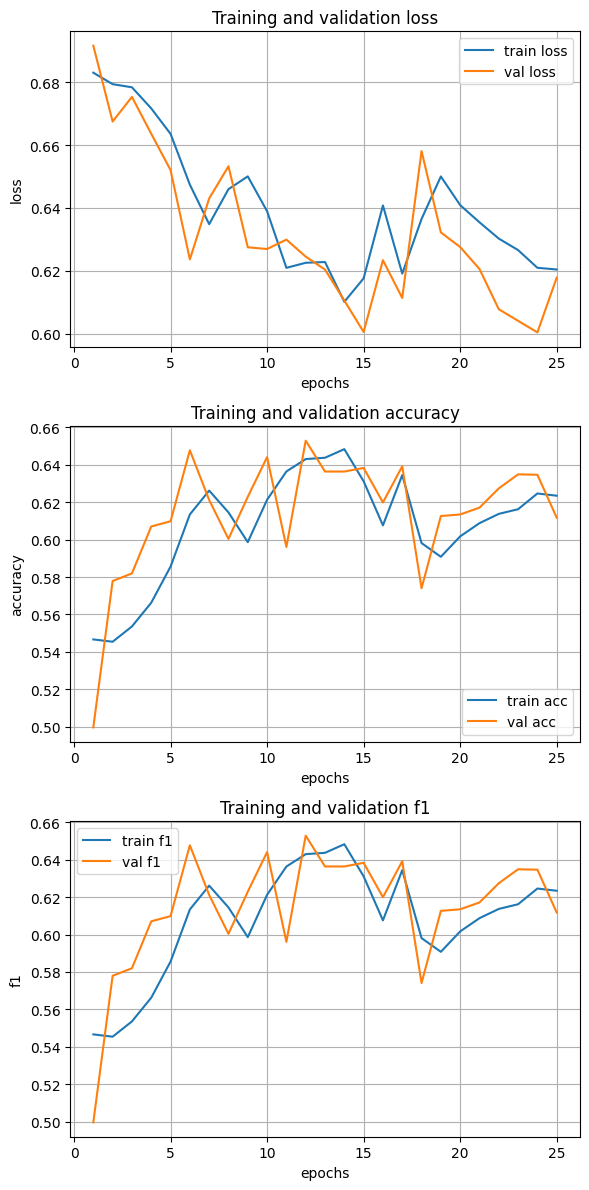 Training and validation loss
train loss
val loss
0.68
0.66
0.64
0.62
0.60
loss
0 5 10 15 20 25
epochs
Training and validation accuracy
0.66
0.64
0.62
0.60
0.58
0.56
0.54
0.52
0.50
accuracy
train acc
val acc
0 5 10 15 20 25
epochs
Training and validation f1
train f1
val f1
0.66
0.64
0.62
0.60
0.58
0.56
0.54
0.52
0.50
f1
0 5 10 15 20 25
epochs